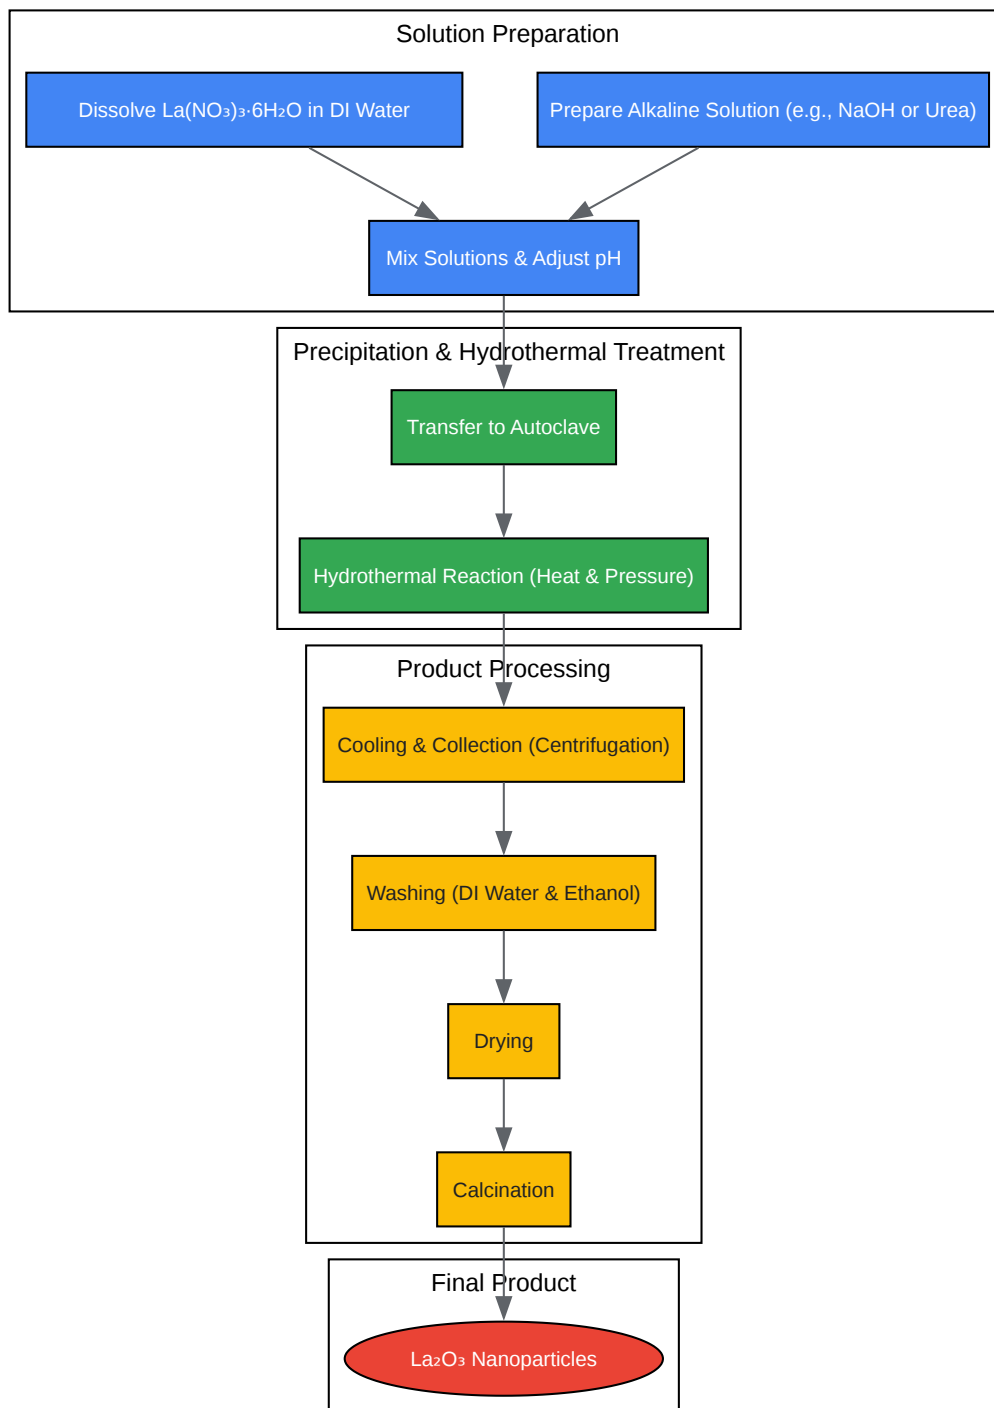 Solution Preparation
Dissolve La(NO₃)₃·6H₂O in DI Water
Prepare Alkaline Solution (e.g., NaOH or Urea)
Mix Solutions & Adjust pH
Precipitation & Hydrothermal Treatment
Transfer to Autoclave
Hydrothermal Reaction (Heat & Pressure)
Product Processing
Cooling & Collection (Centrifugation)
Washing (DI Water & Ethanol)
Drying
Calcination
Final Product
La₂O₃ Nanoparticles